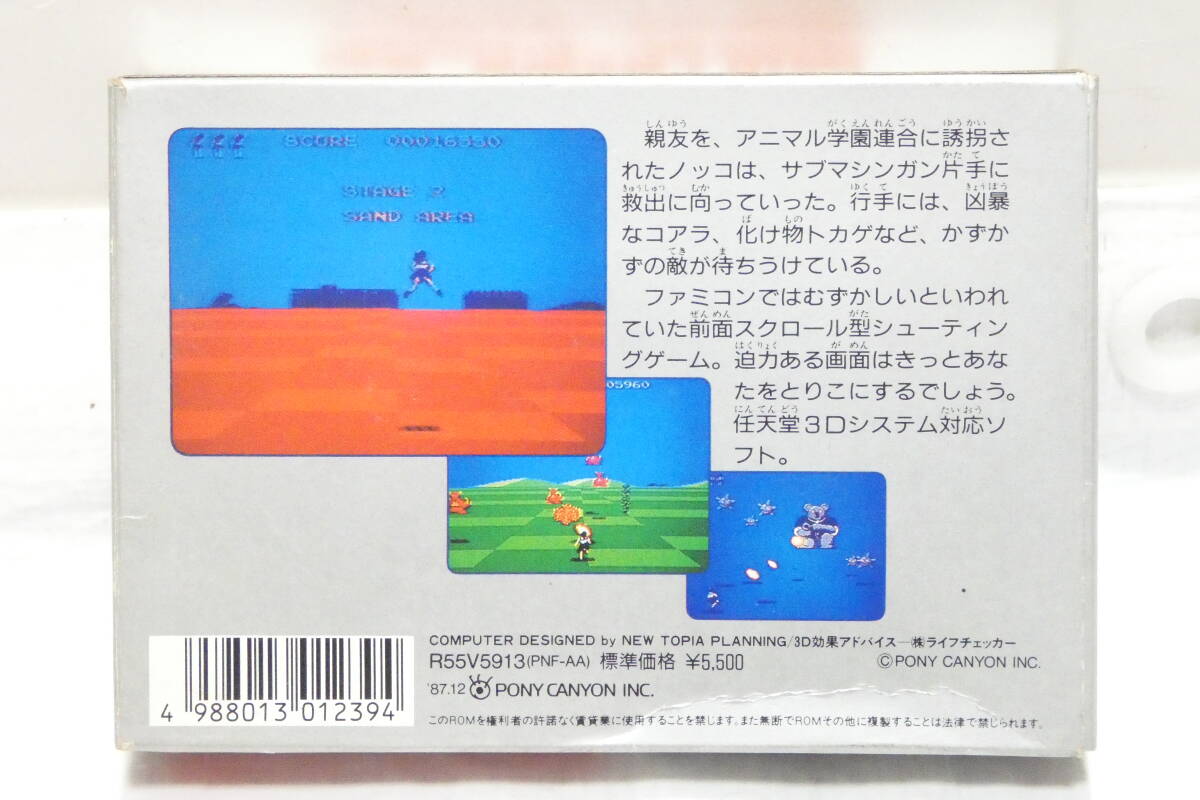 SCORE 00016350
STAGE 2
SAND AREA
親友を、アニマル学園連合に誘拐さ
れたノッコは、サブマシンガン片手に
救出に向っていった。行手には、凶暴
なコアラ、化け物トカゲなど、かずか
ずの敵が待ちうけている。
ファミコンではむずかしいといわれ
ていた前面スクロール型シューティン
グゲーム。迫力ある画面はきっとあな
たをとりこにするでしょう。
任天堂3Dシステム対応ソ
フト。
05960
COMPUTER DESIGNED by NEW TOPIA PLANNING/3D効果アドバイス—㈱ライフチェッカー
R55V5913(PNF-AA) 標準価格 ¥5,500 ©PONY CANYON INC.
'87.12 PONY CANYON INC.
4 988013 012394
このROMを権利者の許諾なく賃貸業に使用することを禁じます。また無断でROMその他に複製することは法律で禁じられます。